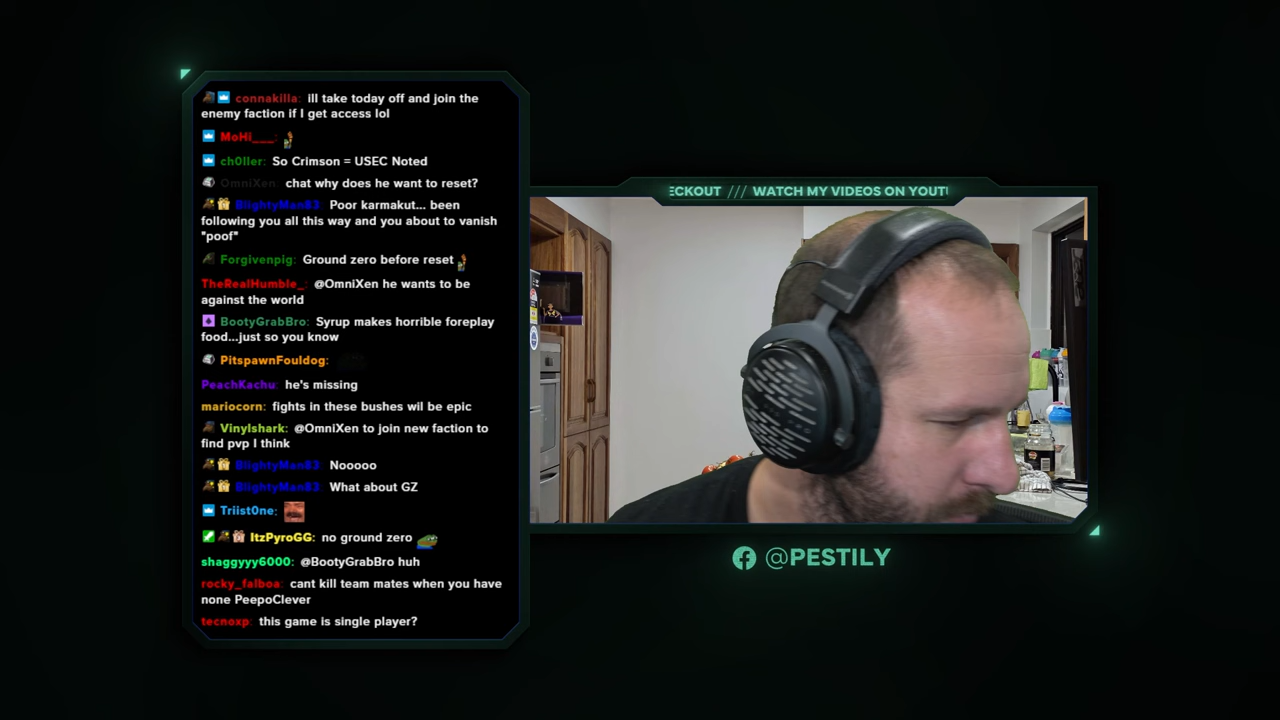 connakilla: ill take today off and join the
enemy faction if I get access lol
MoHi___:
ch0ller: So Crimson = USEC Noted
OmniXen: chat why does he want to reset?
BlightyMan83: Poor karmakut... been
following you all this way and you about to vanish
"poof"
Forgivenpig: Ground zero before reset
TheRealHumble_: @OmniXen he wants to be
against the world
BootyGrabBro: Syrup makes horrible foreplay
food...just so you know
PitspawnFouldog:
PeachKachu: he's missing
mariocorn: fights in these bushes wil be epic
Vinylshark: @OmniXen to join new faction to
find pvp I think
BlightyMan83: Nooooo
BlightyMan83: What about GZ
Triist0ne:
ItzPyroGG: no ground zero
shaggyyy6000: @BootyGrabBro huh
rocky_falboa: cant kill team mates when you have
none PeepoClever
tecnoxp: this game is single player?
ECKOUT /// WATCH MY VIDEOS ON YOUT
@PESTILY